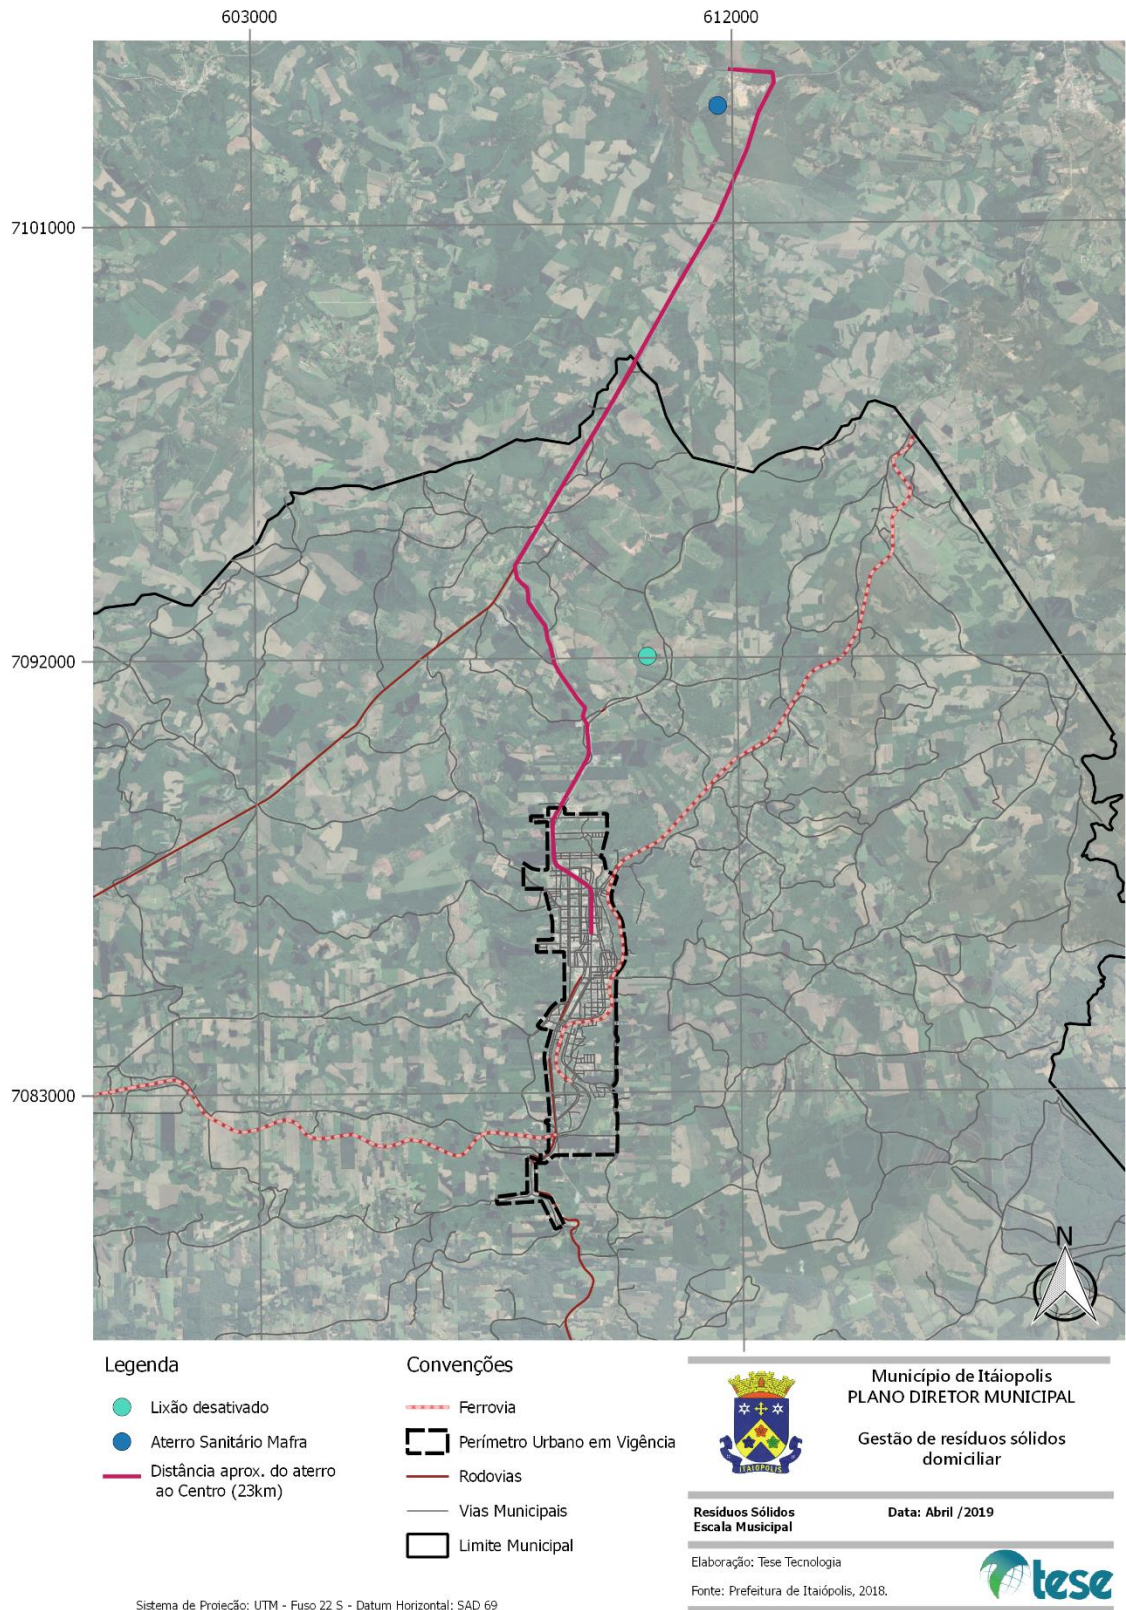 603000
612000
7101000
7092000
7083000
N
Legenda
Lixão desativado
Aterro Sanitário Mafra
Distância aprox. do aterro
ao Centro (23km)
Convenções
Ferrovia
Perímetro Urbano em Vigência
Rodovias
Vias Municipais
Limite Municipal
ITAIOPOLIS
Município de Itáiopolis
PLANO DIRETOR MUNICIPAL
Gestão de resíduos sólidos
domiciliar
Resíduos Sólidos
Escala Musicipal
Data: Abril /2019
Elaboração: Tese Tecnologia
Fonte: Prefeitura de Itaiópolis, 2018.
tese
Sistema de Projeção: UTM - Fuso 22 S - Datum Horizontal: SAD 69